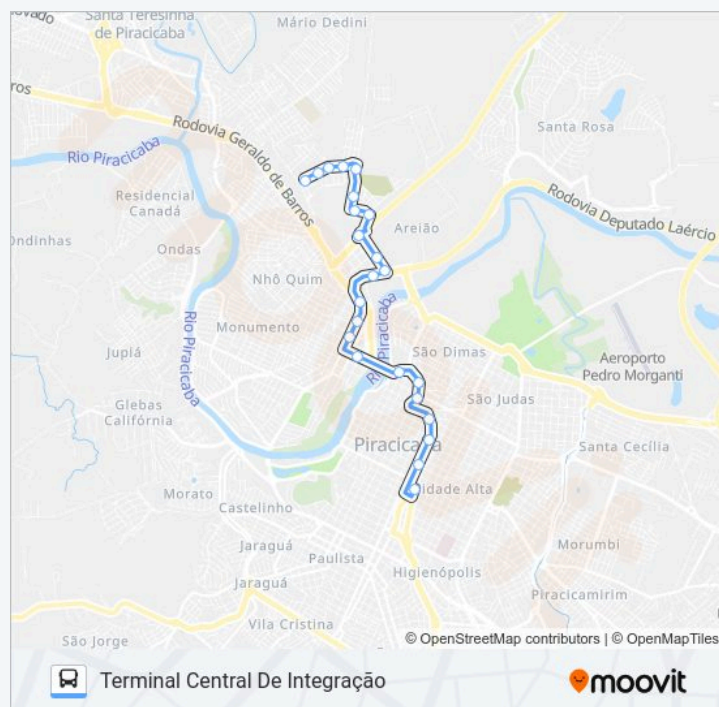 Santa Teresinha
de Piracicaba
Mário Dedini
Rio Piracicaba
Rodovia Geraldo de Barros
Santa Rosa
Residencial
Canadá
Rodovia Deputado Laércio
Areião
Ondinhas
Ondas
Nhô Quim
Rio Piracicaba
Rio Piracicaba
Monumento
Jupiá
São Dimas
Rio Piracicaba
Aeroporto
Pedro Morganti
Glebas
Califórnia
São Judas
Piracicaba
Santa Cecília
Morato
Castelinho
Cidade Alta
Jaraguá
Paulista
Morumbi
Higienópolis
Jaraguá
Piracicamirim
Vila Cristina
São Jorge
© OpenStreetMap contributors | © OpenMapTiles
Terminal Central De Integração
moovit